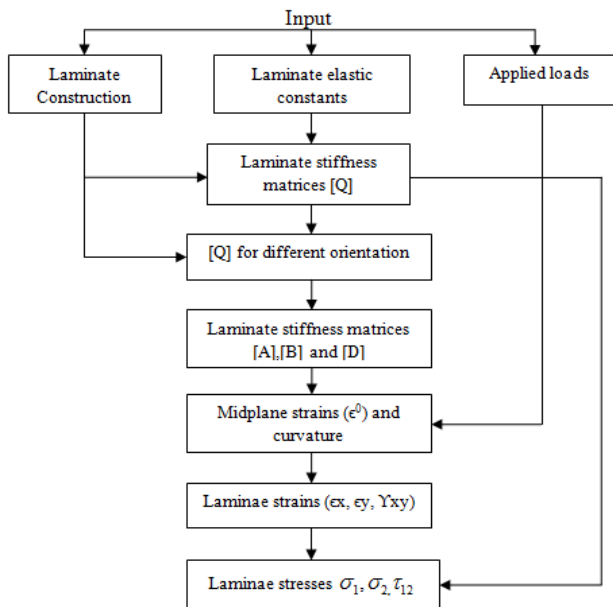 Input
Laminate
Construction
Laminate elastic
constants
Applied loads
Laminate stiffness
matrices [Q]
[Q] for different orientation
Laminate stiffness matrices
[A],[B] and [D]
Midplane strains (ϵ⁰) and
curvature
Laminae strains (ϵx, ϵy, ϒxy)
Laminae stresses σ₁, σ₂, τ₁₂